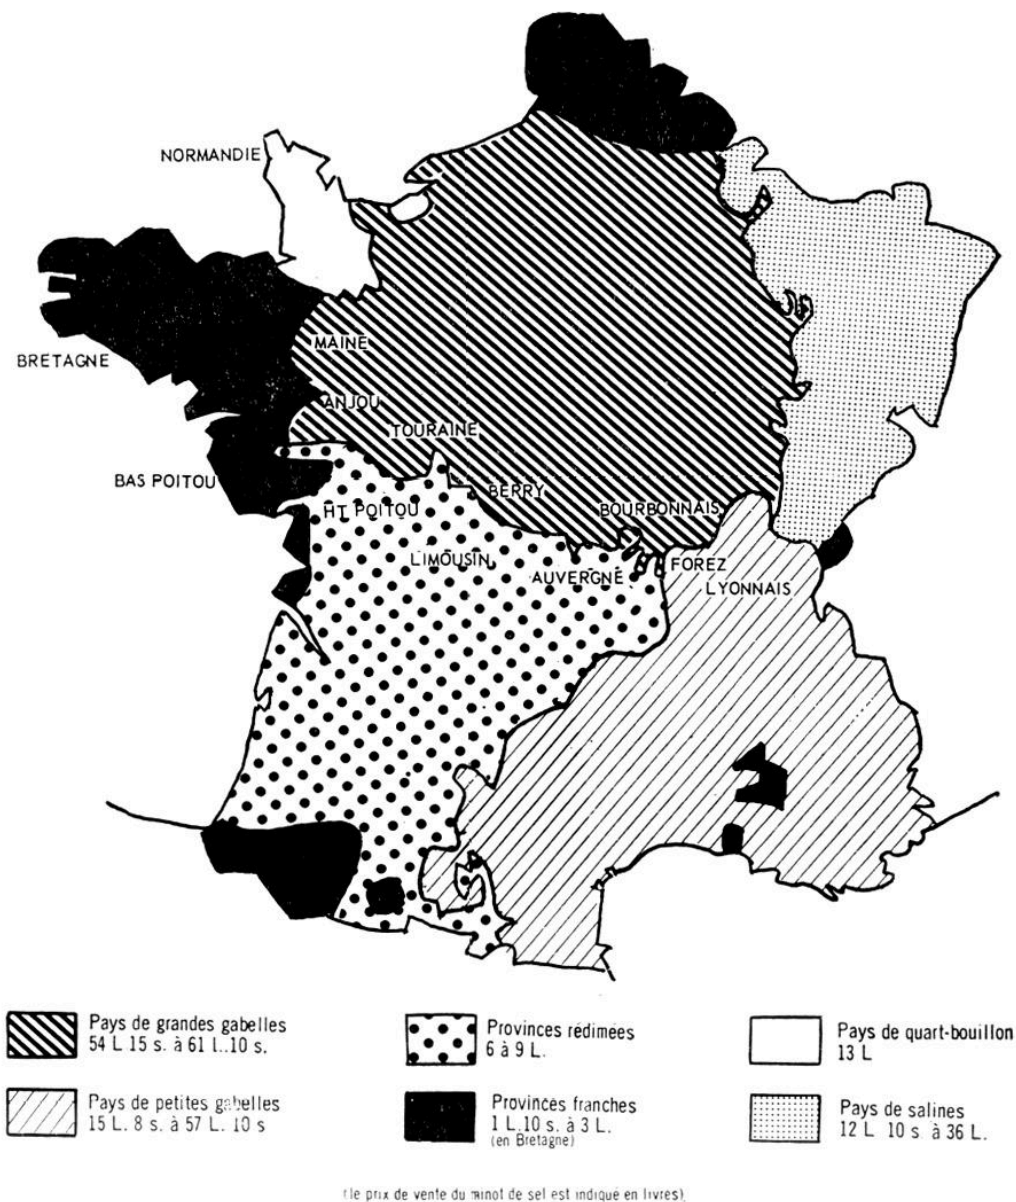 NORMANDIE
BRETAGNE
MAINE
ANJOU
TOURAINE
BAS POITOU
BERRY
HT POITOU
BOURBONNAIS
LIMOUSIN
AUVERGNE
FOREZ
LYONNAIS
Pays de grandes gabelles
54 L 15 s. à 61 L..10 s.
Provinces rédimées
6 à 9 L.
Pays de quart-bouillon
13 L
Pays de petites gabelles
15 L. 8 s. à 57 L. 10 s
Provinces franches
1 L.10 s. à 3 L.
(en Bretagne)
Pays de salines
12 L 10 s. à 36 L.
(le prix de vente du minot de sel est indiqué en livres)